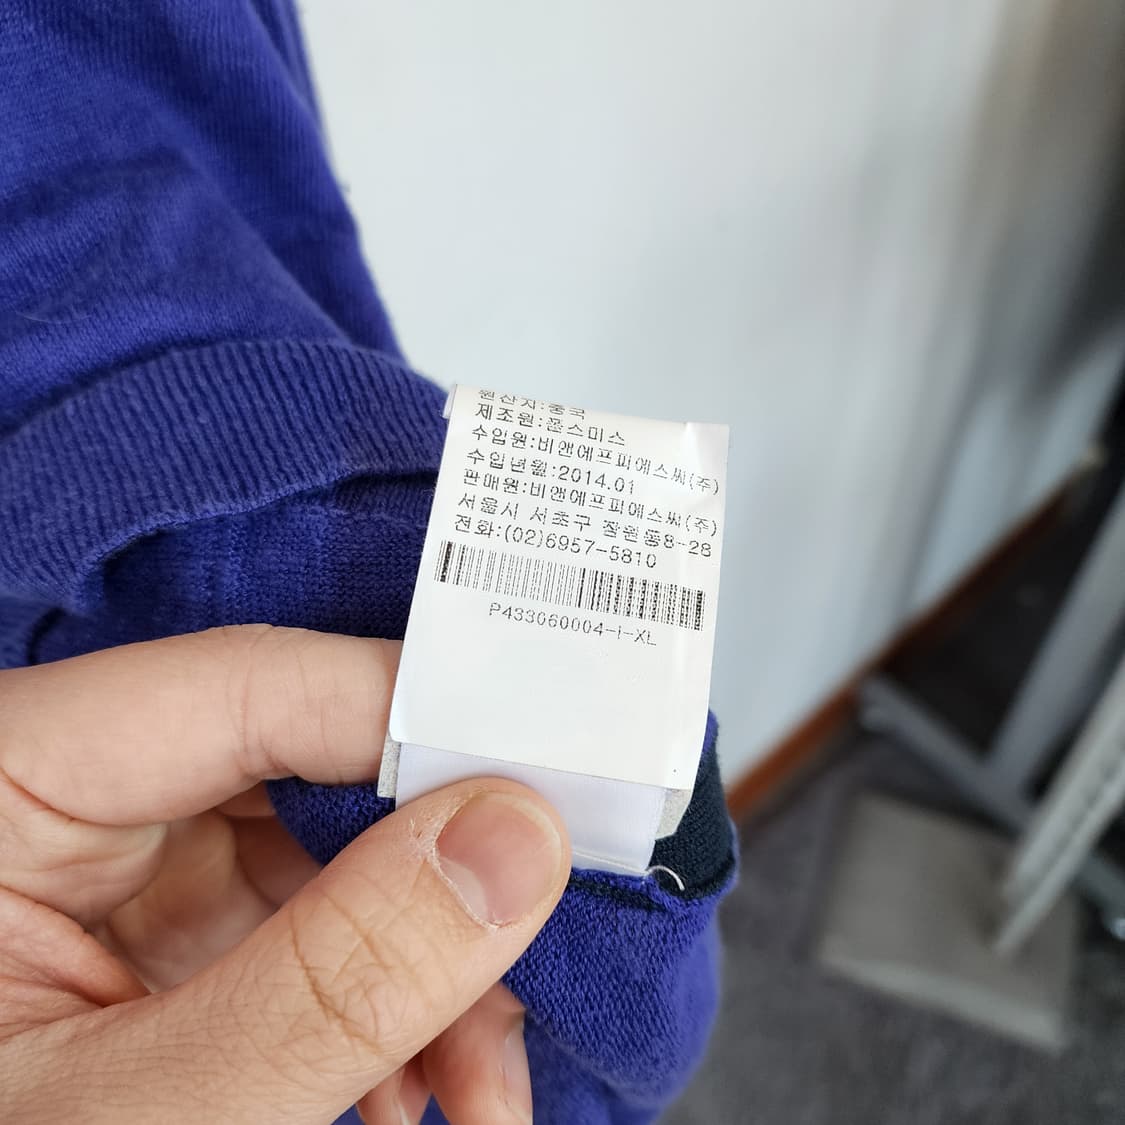 원산지:중국
제조원:폴스미스
수입원:비앤에프피에스씨(주)
수입년월:2014.01
판매원:비앤에프피에스씨(주)
서울시 서초구 잠원동8-28
전화:(02)6957-5810
P433060004-I-XL